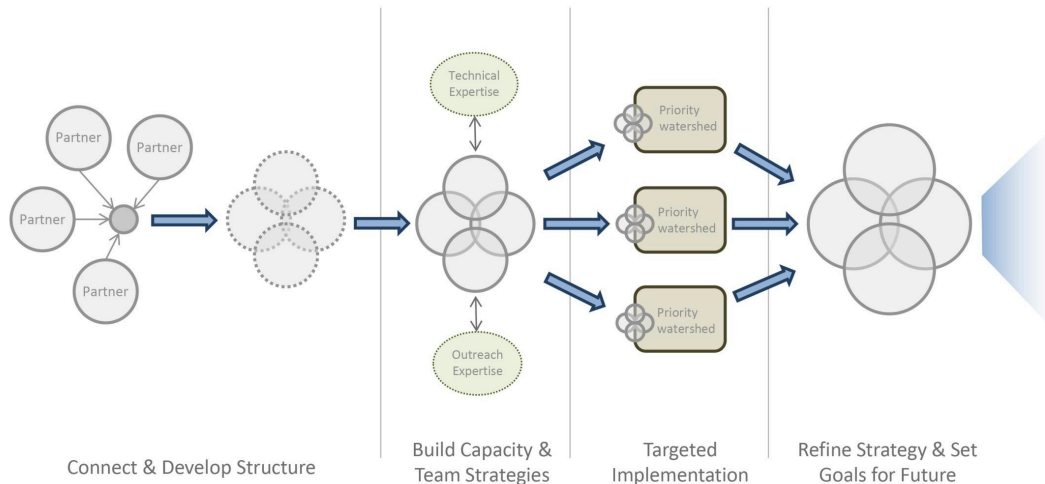 Partner
Partner
Partner
Partner
Technical
Expertise
Outreach
Expertise
Priority
watershed
Priority
watershed
Priority
watershed
Connect & Develop Structure
Build Capacity &
Team Strategies
Targeted
Implementation
Refine Strategy & Set
Goals for Future